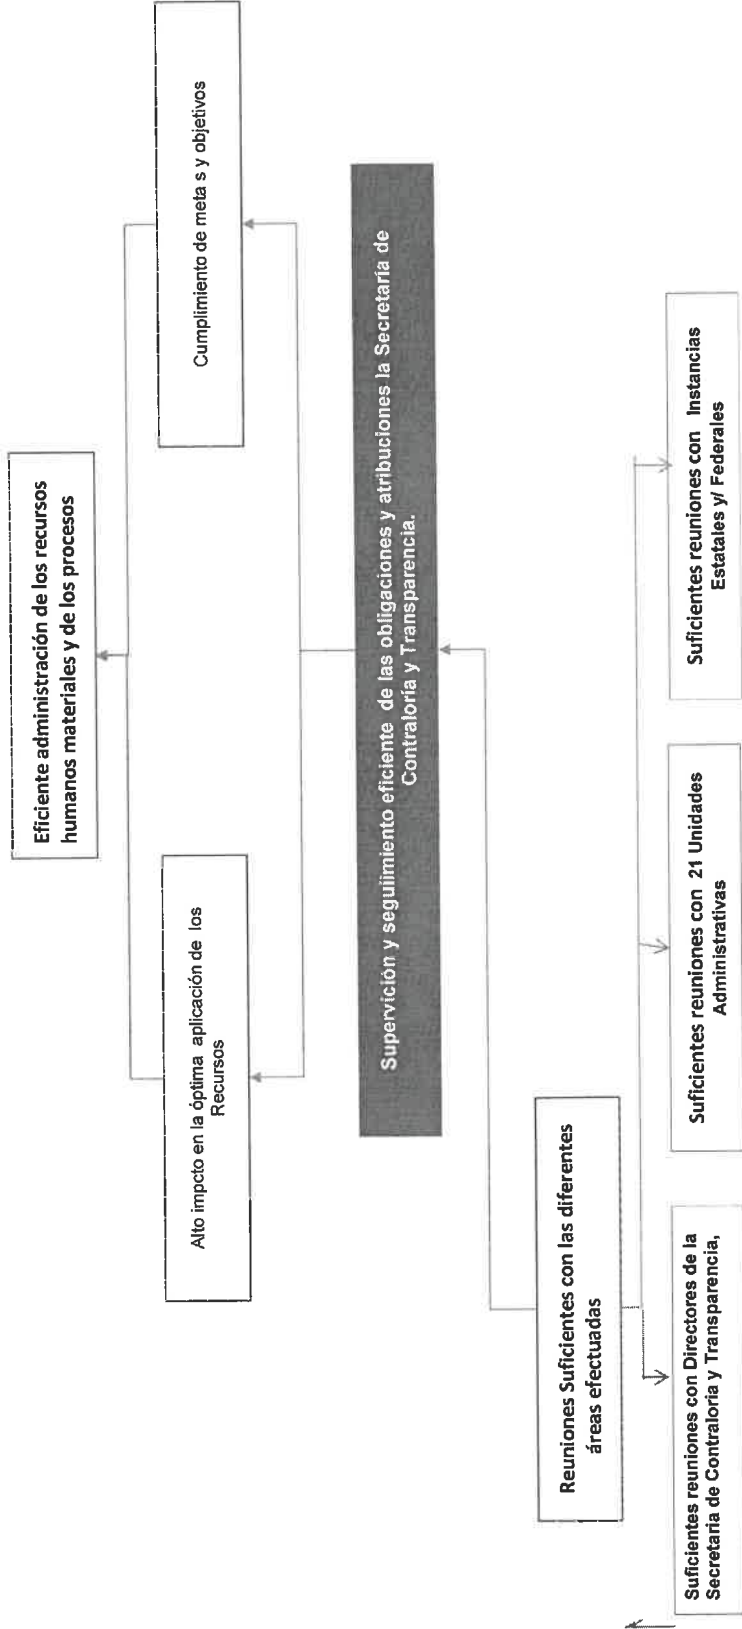 Eficiente administración de los recursos
humanos materiales y de los procesos
Alto impcto en la óptima aplicación de los
Recursos
Cumplimiento de meta s y objetivos
Supervición y seguiimiento eficiente de las obligaciones y atribuciones la Secretaría de
Contraloría y Transparencia.
Reuniones Suficientes con las diferentes
áreas efectuadas
Suficientes reuniones con Directores de la
Secretaria de Contraloría y Transparencia,
Suficientes reuniones con 21 Unidades
Administrativas
Suficientes reuniones con Instancias
Estatales y/ Federales